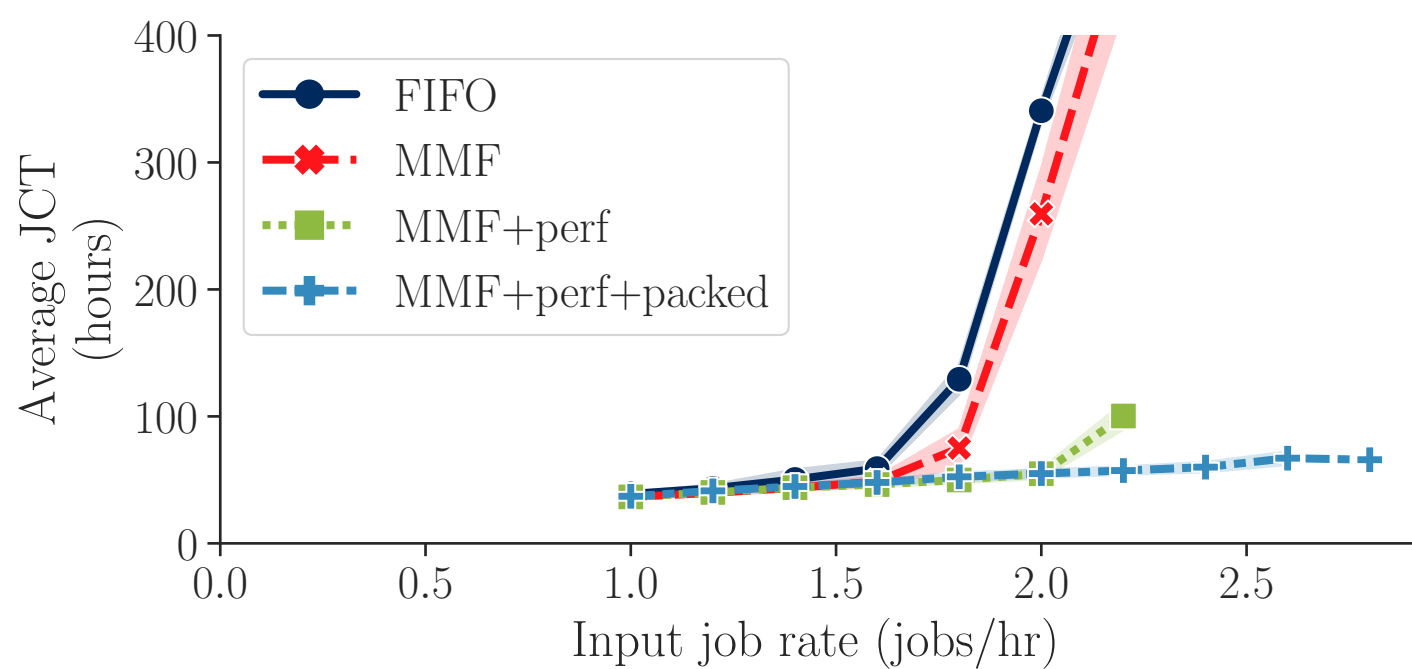 400
300
200
100
0
Average JCT
(hours)
FIFO
MMF
MMF+perf
MMF+perf+packed
0.0 0.5 1.0 1.5 2.0 2.5
Input job rate (jobs/hr)